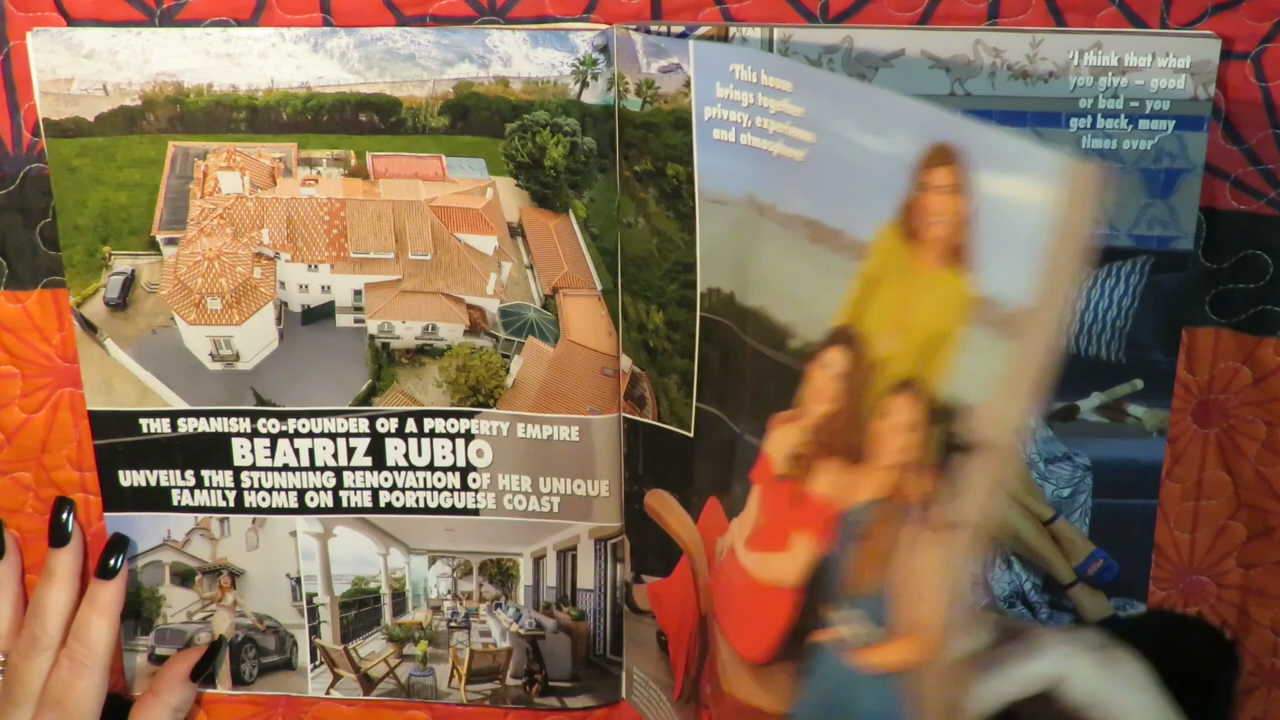 THE SPANISH CO-FOUNDER OF A PROPERTY EMPIRE
BEATRIZ RUBIO
UNVEILS THE STUNNING RENOVATION OF HER UNIQUE
FAMILY HOME ON THE PORTUGUESE COAST
'This house
brings together
privacy, experience
and atmosphere'
'I think that what
you give – good
or bad – you
get back, many
times over'